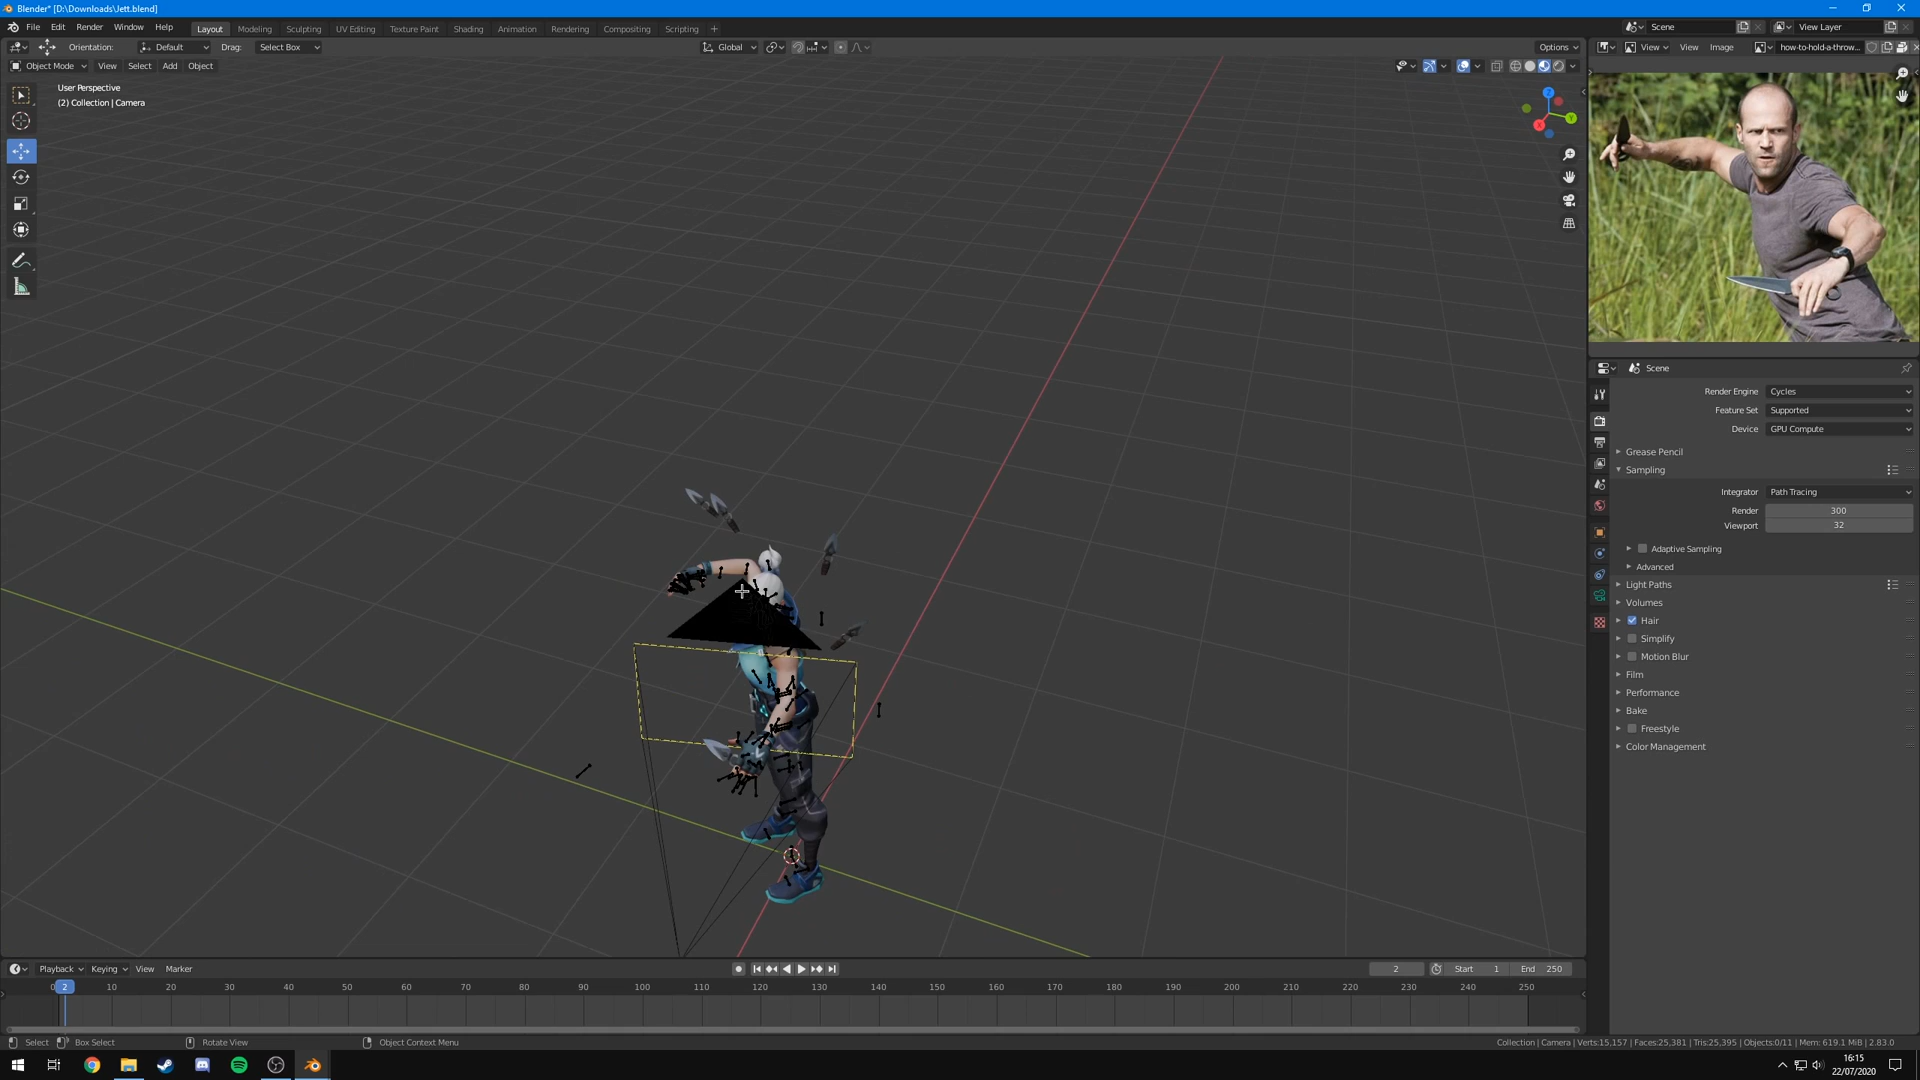 Blender* [D:\Downloads\Jett.blend]
File Edit Render Window Help
Layout Modeling Sculpting UV Editing Texture Paint Shading Animation Rendering Compositing Scripting +
Scene
View Layer
Orientation: Default Drag: Select Box
Global
Options
View View Image how-to-hold-a-throw...
Object Mode View Select Add Object
User Perspective
(2) Collection | Camera
Z
Y
X
Scene
Render Engine Cycles
Feature Set Supported
Device GPU Compute
Grease Pencil
Sampling
Integrator Path Tracing
Render 300
Viewport 32
Adaptive Sampling
Advanced
Light Paths
Volumes
Hair
Simplify
Motion Blur
Film
Performance
Bake
Freestyle
Color Management
Playback Keying View Marker
2 Start 1 End 250
0 2 10 20 30 40 50 60 70 80 90 100 110 120 130 140 150 160 170 180 190 200 210 220 230 240 250
Select Box Select Rotate View Object Context Menu
Collection | Camera | Verts:15,157 | Faces:25,381 | Tris:25,395 | Objects:0/11 | Mem: 619.1 MiB | 2.83.0
16:15
22/07/2020